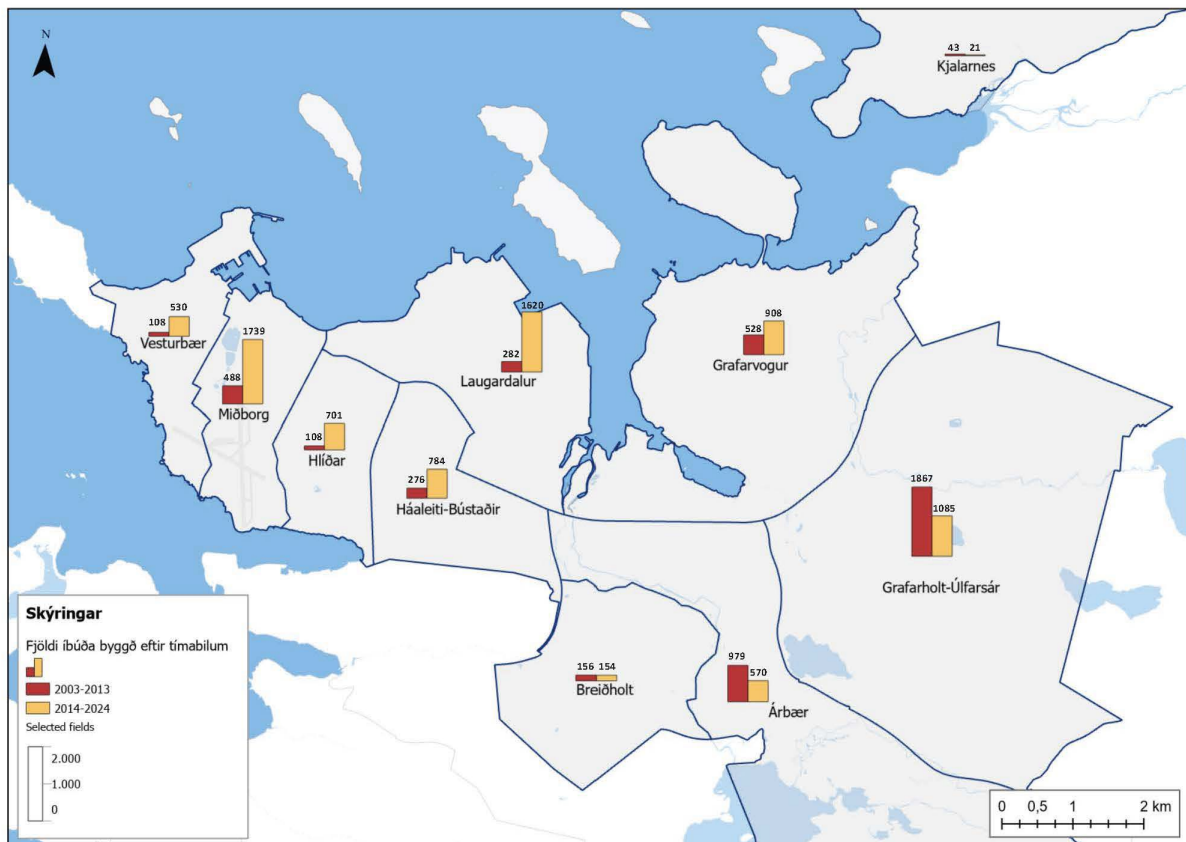 N
43 21
Kjalarnes
108 530
Vesturbær
488 1739
Miðborg
108 701
Hlíðar
276 784
Háaleiti-Bústaðir
282 1620
Laugardalur
528 908
Grafarvogur
1867 1085
Grafarholt-Úlfarsár
156 154
Breiðholt
979 570
Árbær
Skýringar
Fjöldi íbúða byggð eftir tímabilum
2003-2013
2014-2024
Selected fields
2.000
1.000
0
0 0,5 1 2 km